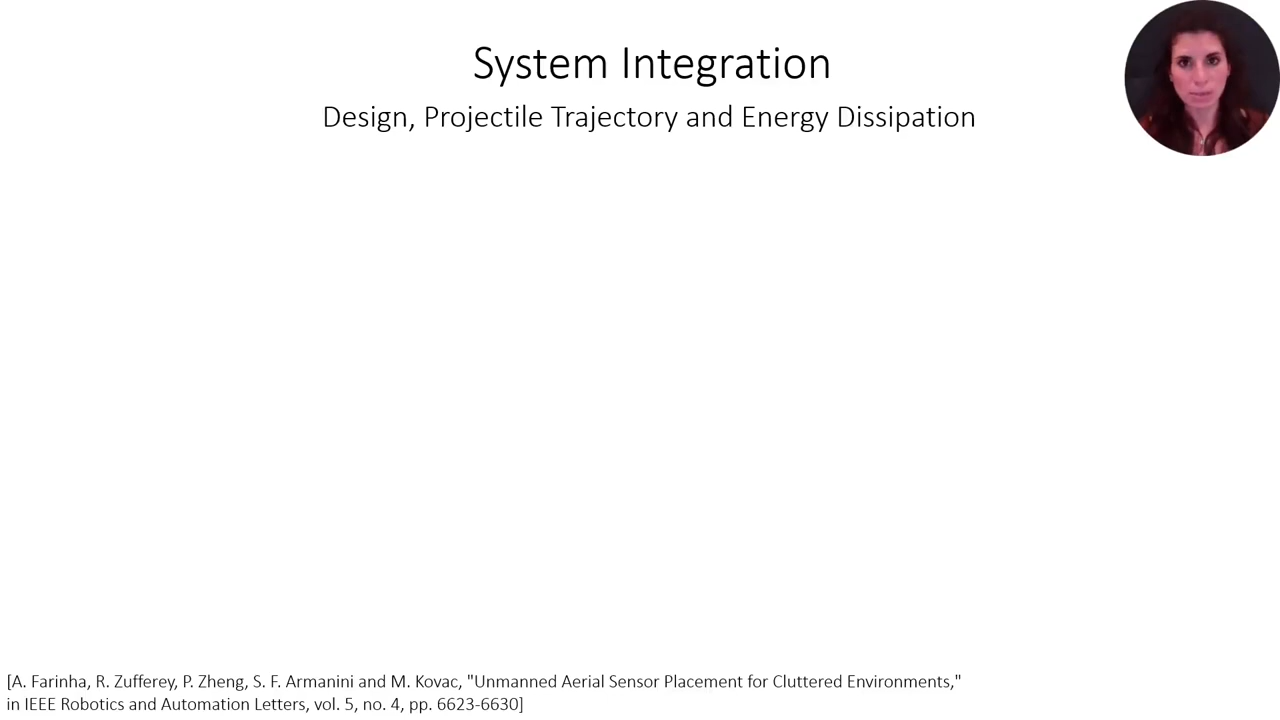 System Integration
Design, Projectile Trajectory and Energy Dissipation
[A. Farinha, R. Zufferey, P. Zheng, S. F. Armanini and M. Kovac, "Unmanned Aerial Sensor Placement for Cluttered Environments,"
in IEEE Robotics and Automation Letters, vol. 5, no. 4, pp. 6623-6630]